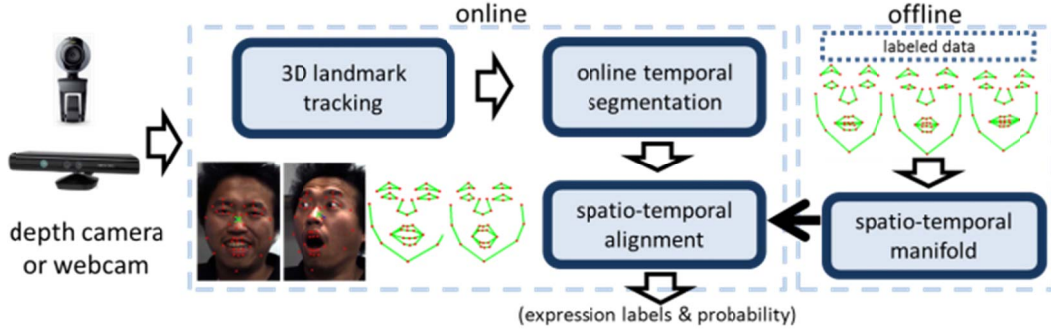 online
offline
3D landmark
tracking
online temporal
segmentation
labeled data
depth camera
or webcam
spatio-temporal
alignment
spatio-temporal
manifold
(expression labels & probability)